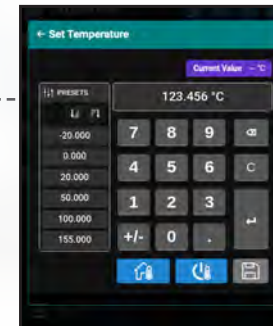 ← Set Temperature
Current Value -- °C
PRESETS
123.456 °C
-20.000
0.000
20.000
50.000
100.000
155.000
7 8 9
4 5 6 C
1 2 3
+/- 0 .